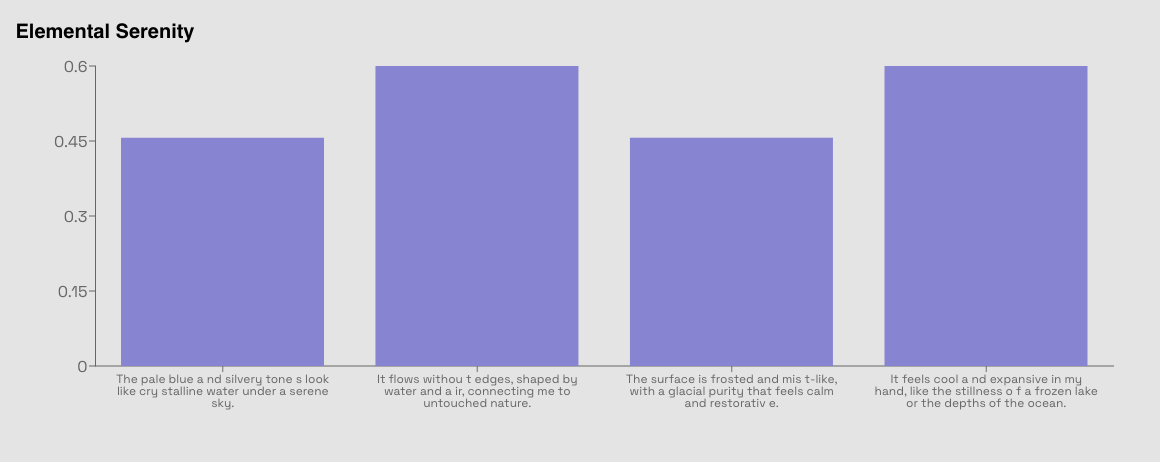 Elemental Serenity
0.6
0.45
0.3
0.15
0
The pale blue a nd silvery tone s look
like cry stalline water under a serene
sky.
It flows withou t edges, shaped by
water and a ir, connecting me to
untouched nature.
The surface is frosted and mis t-like,
with a glacial purity that feels calm
and restorativ e.
It feels cool a nd expansive in my
hand, like the stillness o f a frozen lake
or the depths of the ocean.